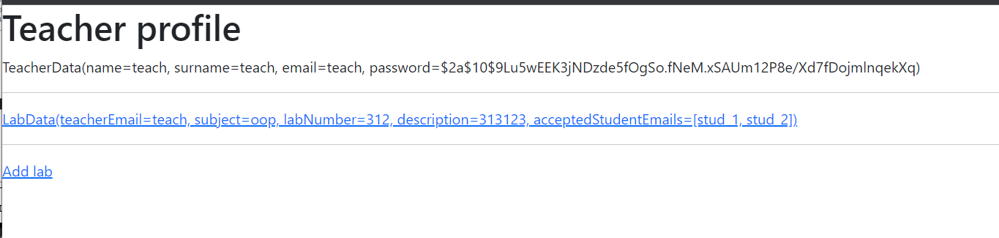 Teacher profile
TeacherData(name=teach, surname=teach, email=teach, password=$2a$10$9Lu5wEEK3jNDzde5fOgSo.fNeM.xSAUm12P8e/Xd7fDojmlnqekXq)
LabData(teacherEmail=teach, subject=oop, labNumber=312, description=313123, acceptedStudentEmails=[stud_1, stud_2])
Add lab